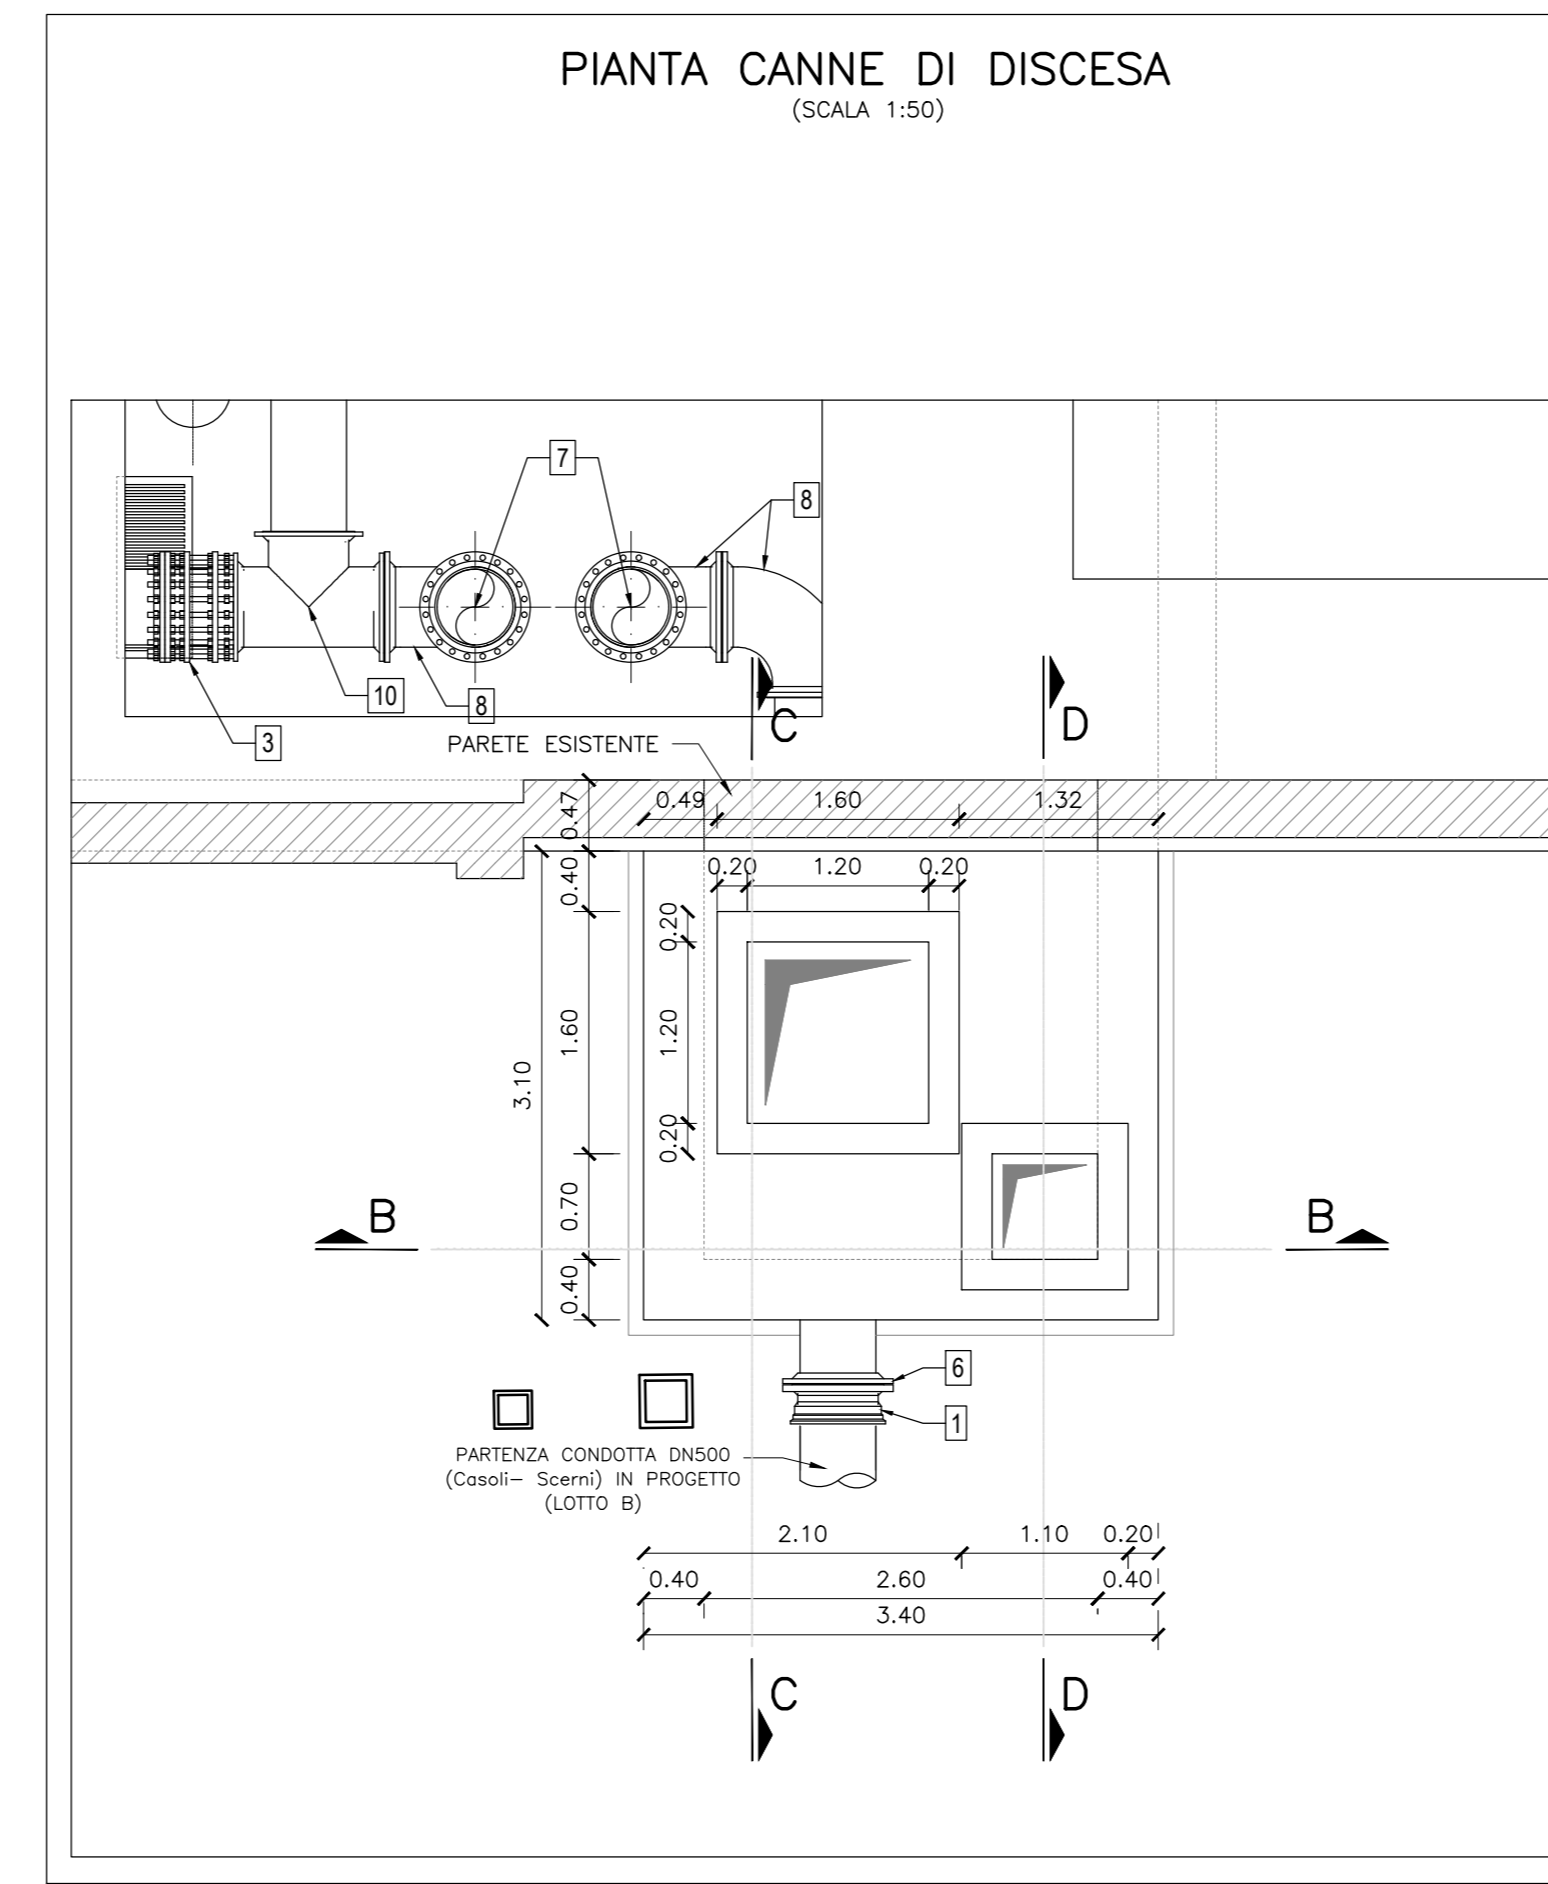 PIANTA CANNE DI DISCESA
(SCALA 1:50)
7
8
10
8
3
C
D
PARETE ESISTENTE
0.49
1.60
1.32
0.47
0.40
0.20
1.20
0.20
0.20
1.60
1.20
3.10
0.20
0.70
B
B
0.40
6
1
PARTENZA CONDOTTA DN500
(Casoli- Scerni) IN PROGETTO
(LOTTO B)
2.10
1.10
0.20
0.40
2.60
0.40
3.40
C
D